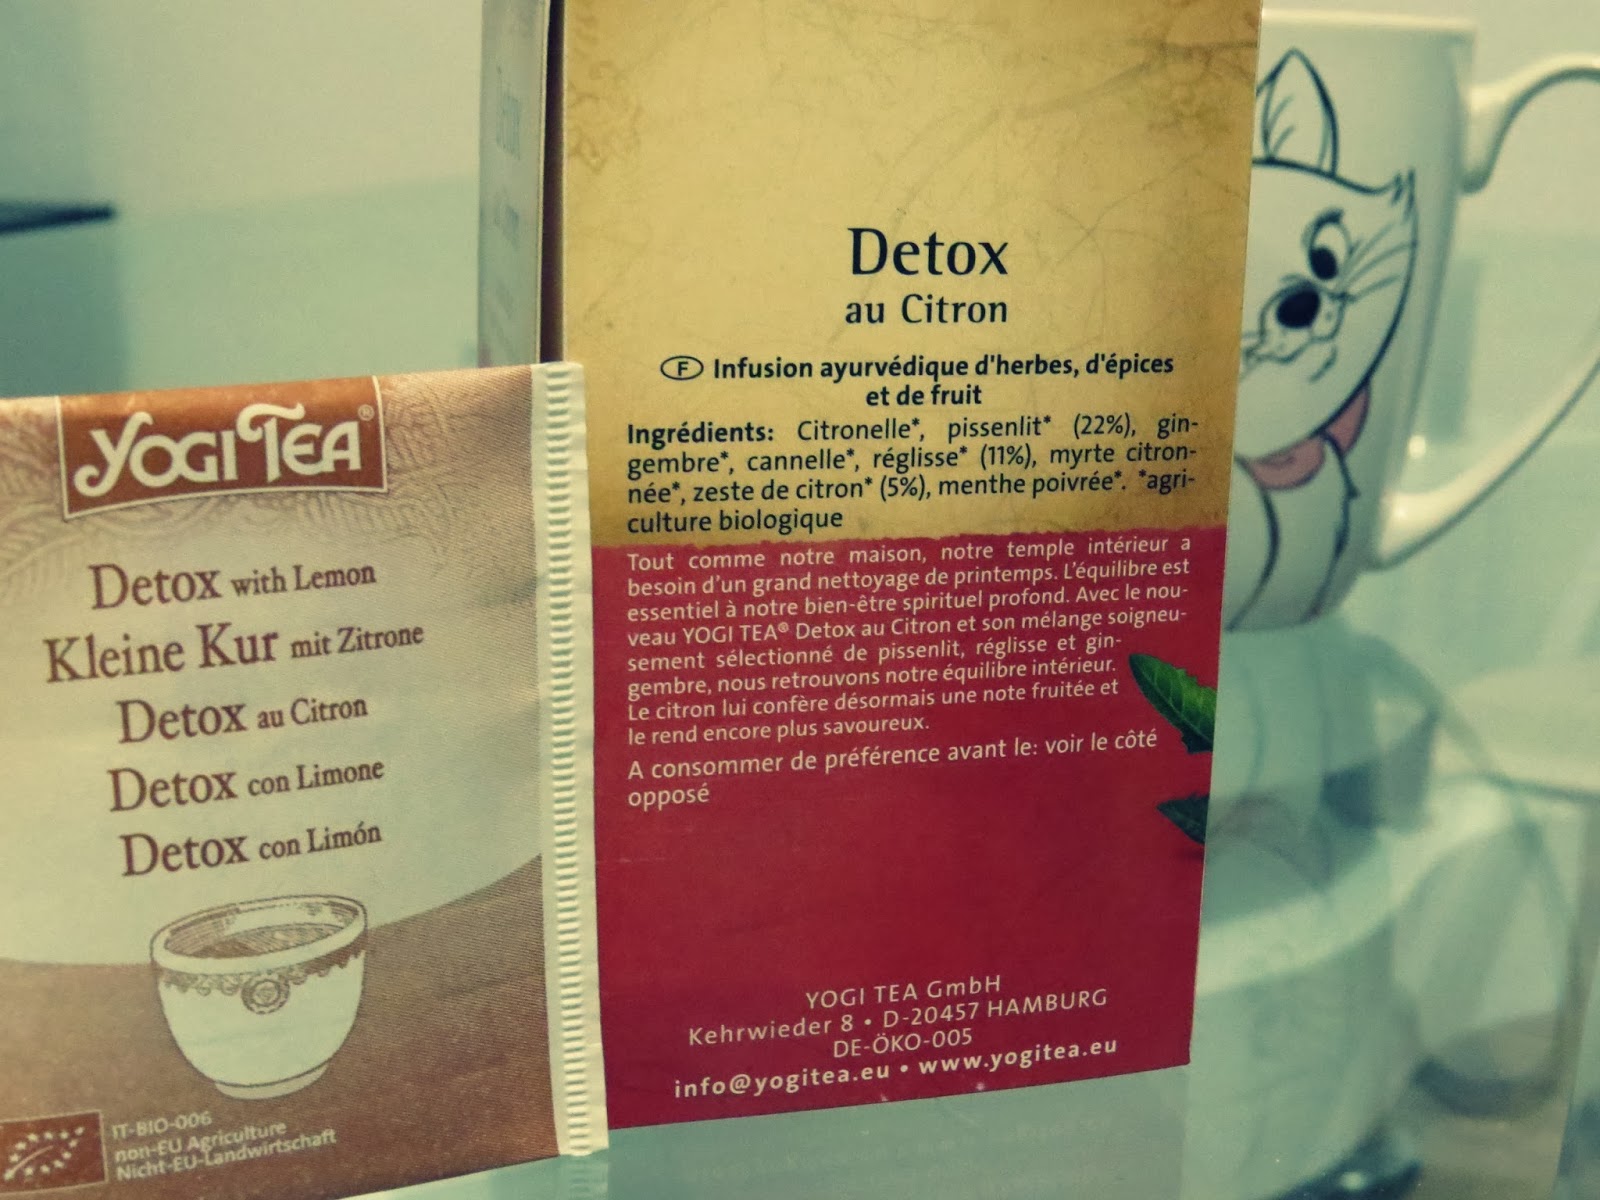 YOGI TEA®
Detox with Lemon
Kleine Kur mit Zitrone
Detox au Citron
Detox con Limone
Detox con Limón
IT-BIO-006
non-EU Agriculture
Nicht-EU-Landwirtschaft
Detox
au Citron
F Infusion ayurvédique d'herbes, d'épices
et de fruit
Ingrédients: Citronelle*, pissenlit* (22%), gin-
gembre*, cannelle*, réglisse* (11%), myrte citron-
née*, zeste de citron* (5%), menthe poivrée*. *agri-
culture biologique
Tout comme notre maison, notre temple intérieur a
besoin d'un grand nettoyage de printemps. L'équilibre est
essentiel à notre bien-être spirituel profond. Avec le nou-
veau YOGI TEA® Detox au Citron et son mélange soigneu-
sement sélectionné de pissenlit, réglisse et gin-
gembre, nous retrouvons notre équilibre intérieur.
Le citron lui confère désormais une note fruitée et
le rend encore plus savoureux.
A consommer de préférence avant le: voir le côté
opposé
YOGI TEA GmbH
Kehrwieder 8 • D-20457 HAMBURG
DE-ÖKO-005
info@yogitea.eu • www.yogitea.eu